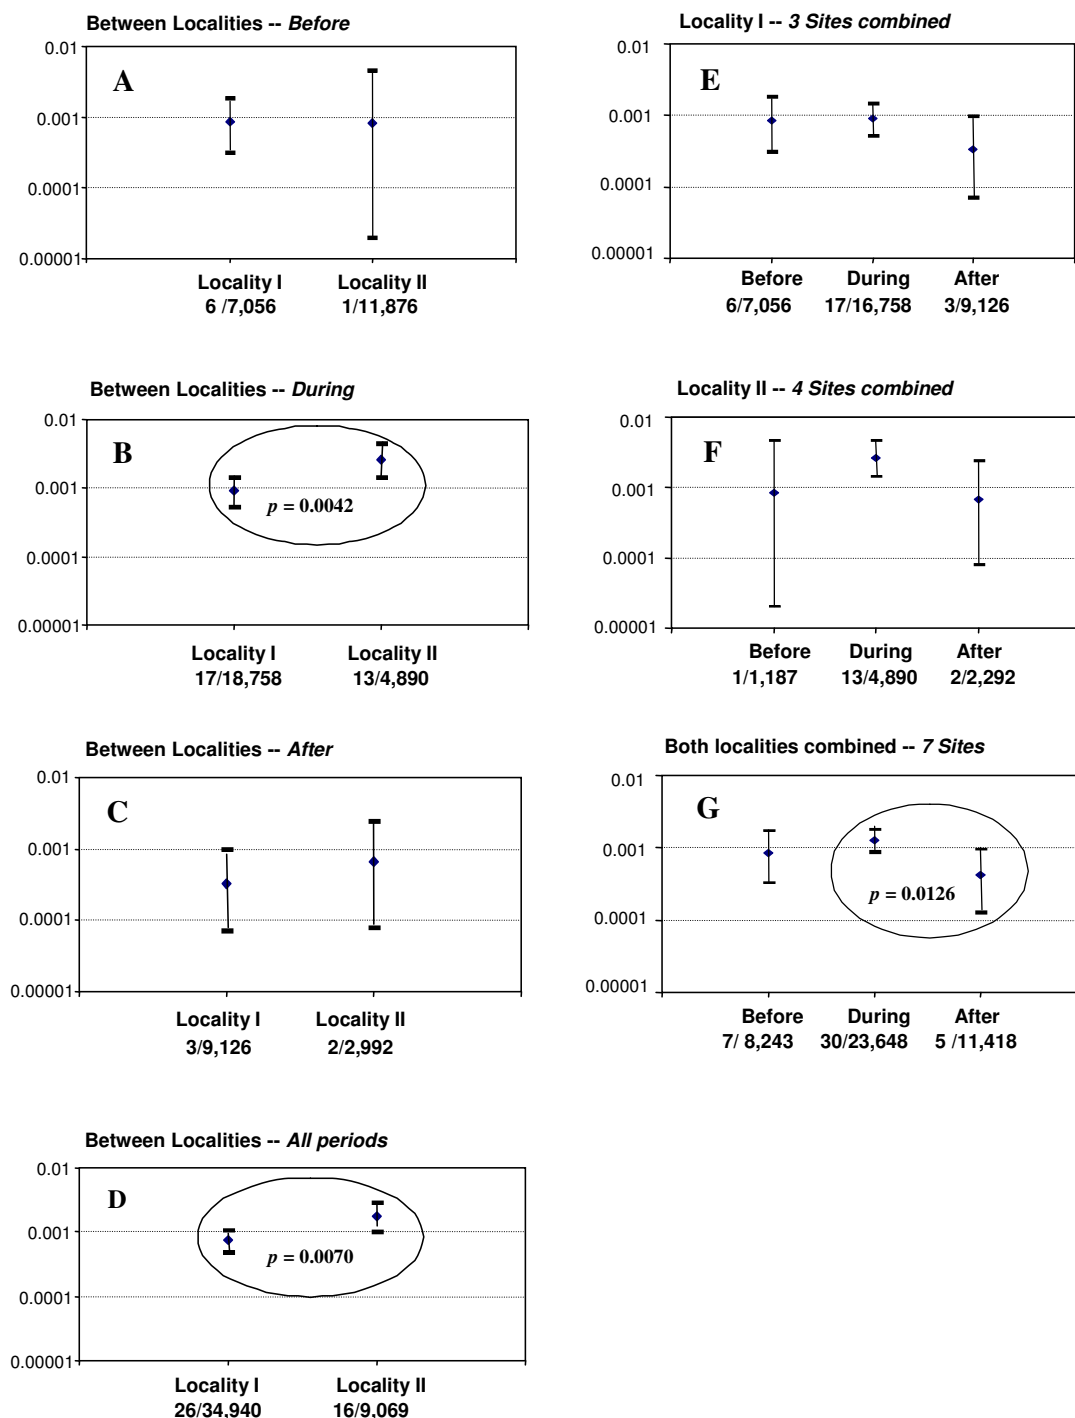 Between Localities -- Before
0.01
A
0.001
0.0001
0.00001
Locality I Locality II
6 /7,056 1/11,876
Between Localities -- During
0.01
B
0.001
p = 0.0042
0.0001
0.00001
Locality I Locality II
17/18,758 13/4,890
Between Localities -- After
0.01
C
0.001
0.0001
0.00001
Locality I Locality II
3/9,126 2/2,992
Between Localities -- All periods
0.01
D
0.001
p = 0.0070
0.0001
0.00001
Locality I Locality II
26/34,940 16/9,069
Locality I -- 3 Sites combined
0.01
E
0.001
0.0001
0.00001
Before During After
6/7,056 17/16,758 3/9,126
Locality II -- 4 Sites combined
0.01
F
0.001
0.0001
0.00001
Before During After
1/1,187 13/4,890 2/2,292
Both localities combined -- 7 Sites
0.01
G
0.001
p = 0.0126
0.0001
0.00001
Before During After
7/ 8,243 30/23,648 5 /11,418